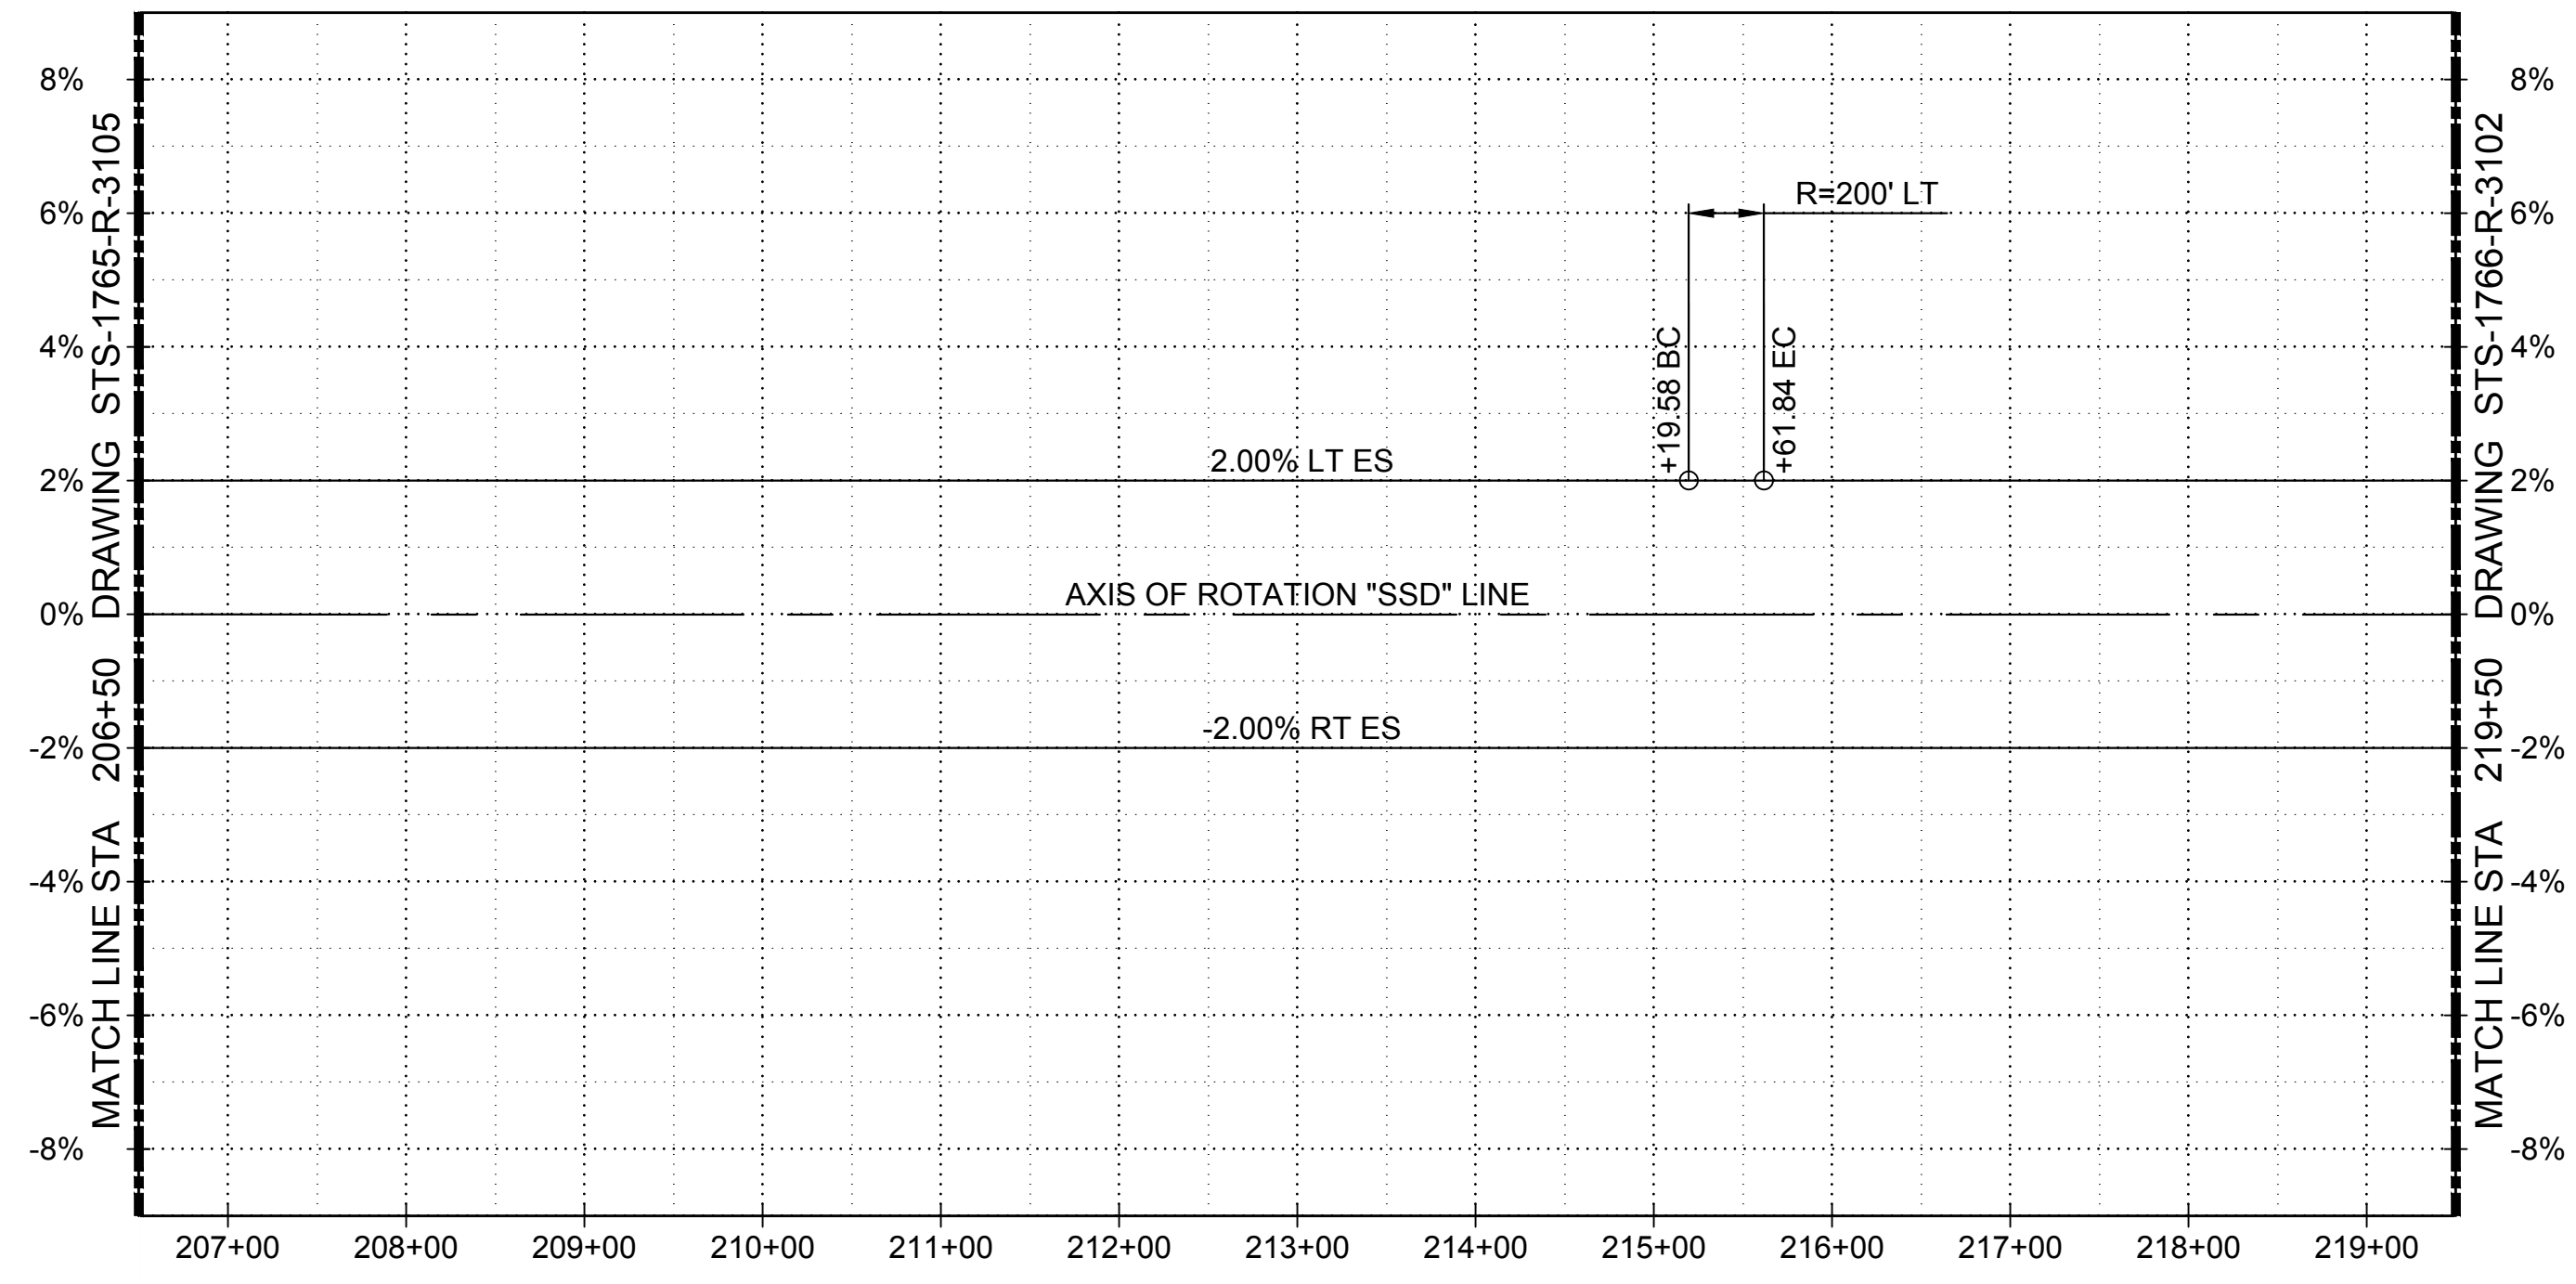 8%
6%
4%
2%
0%
-2%
-4%
-6%
-8%
MATCH LINE STA 206+50 DRAWING STS-1765-R-3105
R=200' LT
+19.58 BC
+61.84 EC
2.00% LT ES
AXIS OF ROTATION "SSD" LINE
-2.00% RT ES
8%
6%
4%
2%
0%
-2%
-4%
-6%
-8%
MATCH LINE STA 219+50 DRAWING STS-1766-R-3102
207+00 208+00 209+00 210+00 211+00 212+00 213+00 214+00 215+00 216+00 217+00 218+00 219+00